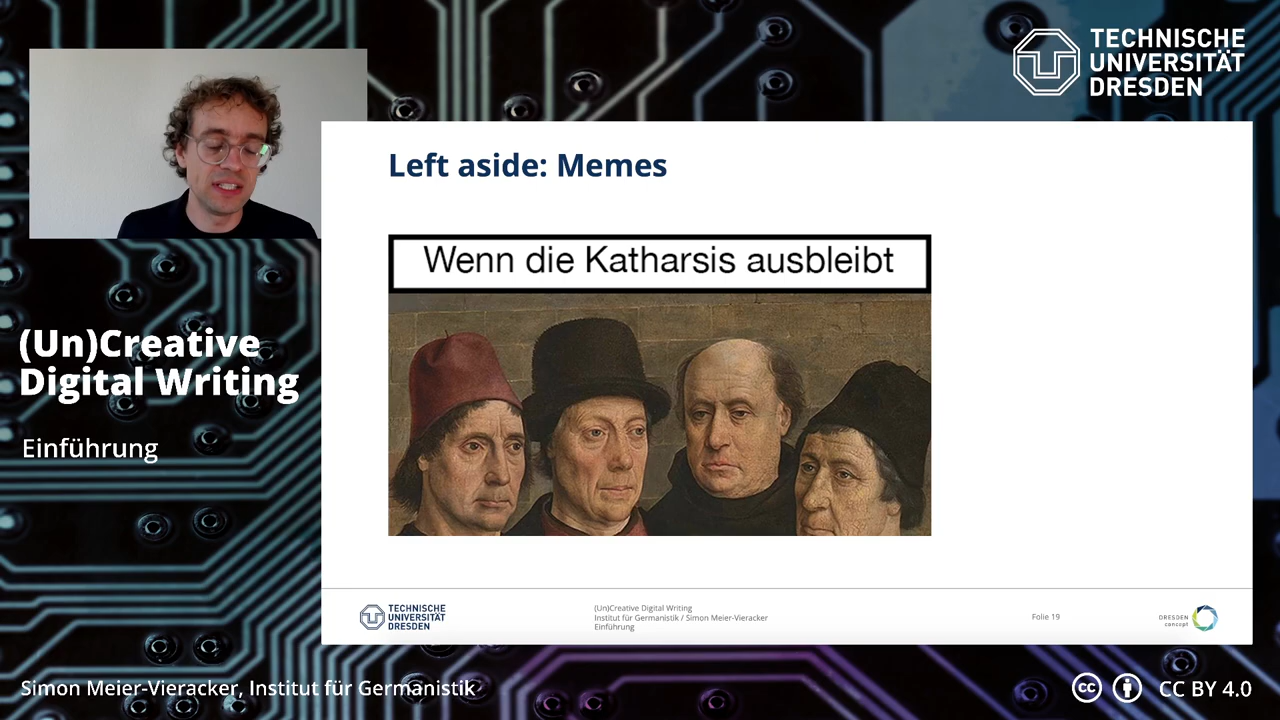 TECHNISCHE
UNIVERSITÄT
DRESDEN
Left aside: Memes
Wenn die Katharsis ausbleibt
(Un)Creative
Digital Writing
Einführung
TECHNISCHE
UNIVERSITÄT
DRESDEN
(Un)Creative Digital Writing
Institut für Germanistik / Simon Meier-Vieracker
Einführung
Folie 19
DRESDEN
concept
Simon Meier-Vieracker, Institut für Germanistik
cc
CC BY 4.0